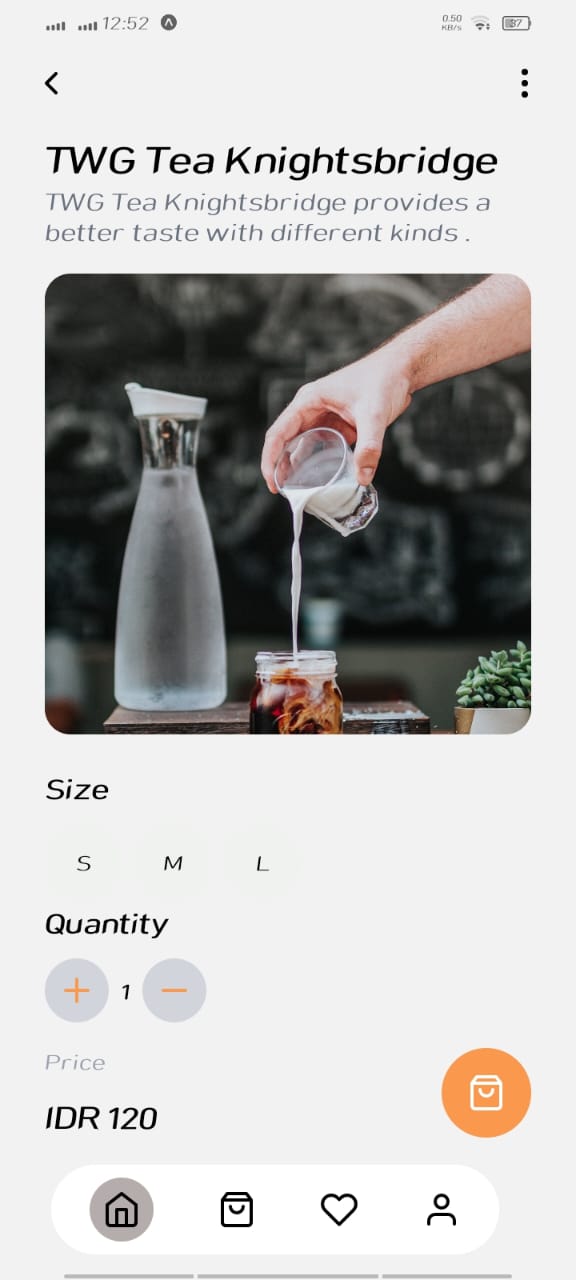 12:52
0.50
KB/s
37
TWG Tea Knightsbridge
TWG Tea Knightsbridge provides a
better taste with different kinds .
Size
S M L
Quantity
1
Price
IDR 120